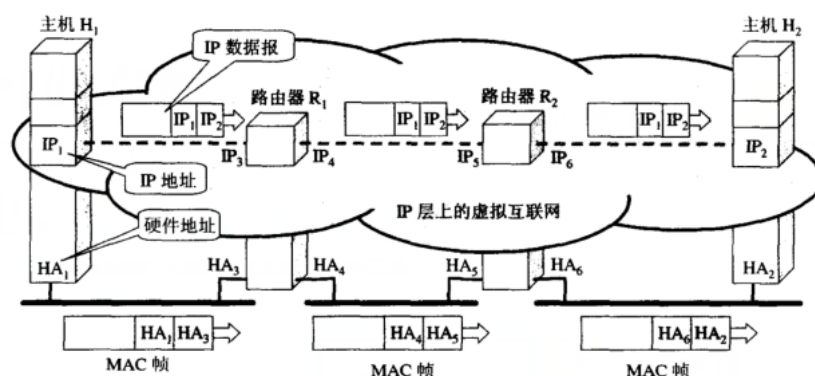 主机 H1
主机 H2
IP 数据报
路由器 R1
路由器 R2
IP1 IP2
IP1 IP2
IP1 IP2
IP1
IP3
IP4
IP5
IP6
IP2
IP 地址
硬件地址
IP 层上的虚拟互联网
HA1
HA3
HA4
HA5
HA6
HA2
HA1 HA3
HA4 HA5
HA6 HA2
MAC 帧
MAC 帧
MAC 帧